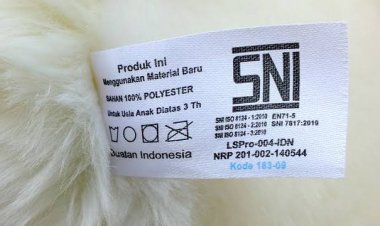 Produk Ini
Menggunakan Material Baru
BAHAN 100% POLYESTER
Untuk Usia Anak Diatas 3 Th
Buatan Indonesia
SNI
SNI ISO 8124 - 1:2010 EN71-5
SNI ISO 8124 - 2:2010 SNI 7617:2010
SNI ISO 8124 - 3:2010
LSPro-004-IDN
NRP 201-002-140544
Kode 163-09